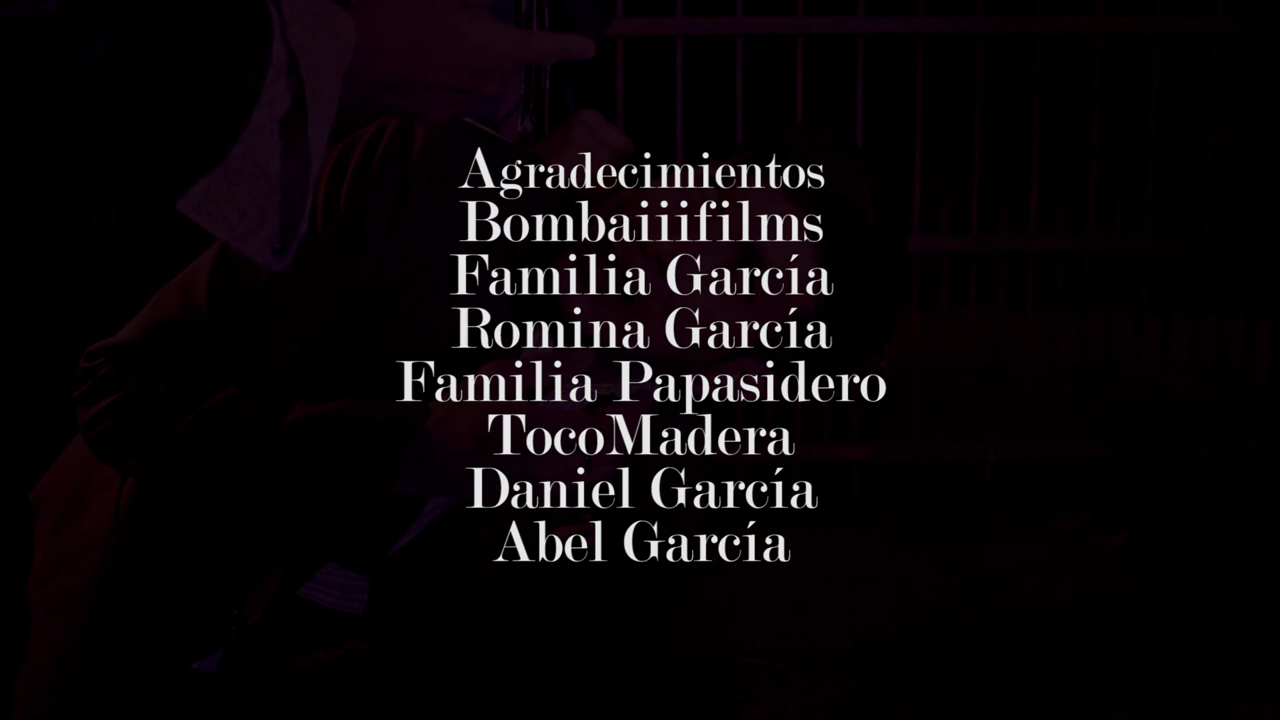 Agradecimientos
Bombaiiifilms
Familia García
Romina García
Familia Papasidero
TocoMadera
Daniel García
Abel García